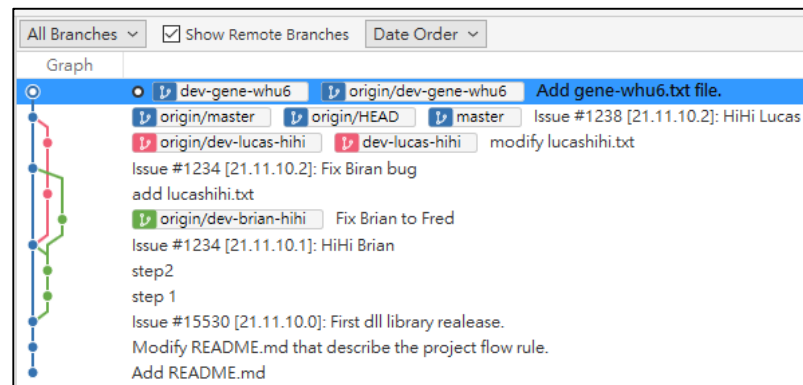 All Branches Show Remote Branches Date Order
Graph
dev-gene-whu6 origin/dev-gene-whu6 Add gene-whu6.txt file.
origin/master origin/HEAD master Issue #1238 [21.11.10.2]: HiHi Lucas
origin/dev-lucas-hihi dev-lucas-hihi modify lucashihi.txt
Issue #1234 [21.11.10.2]: Fix Biran bug
add lucashihi.txt
origin/dev-brian-hihi Fix Brian to Fred
Issue #1234 [21.11.10.1]: HiHi Brian
step2
step 1
Issue #15530 [21.11.10.0]: First dll library realease.
Modify README.md that describe the project flow rule.
Add README.md